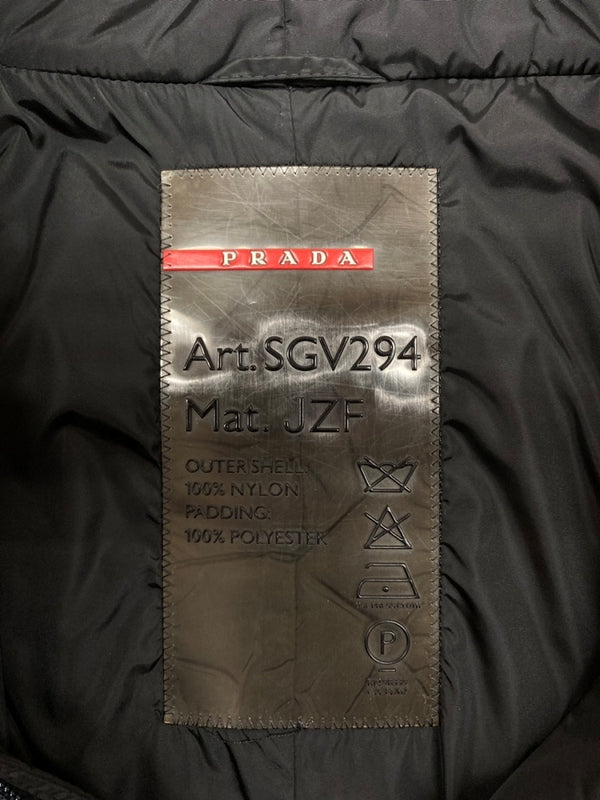 PRADA
Art. SGV294
Mat. JZF
OUTER SHELL:
100% NYLON
PADDING:
100% POLYESTER
P